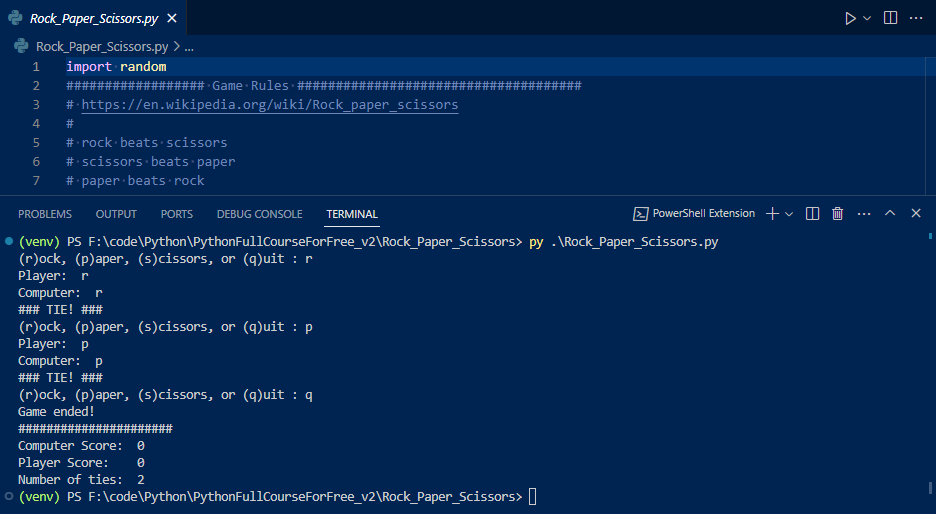 Rock_Paper_Scissors.py
Rock_Paper_Scissors.py > ...
1 import random
2 ################## Game Rules #####################################
3 # https://en.wikipedia.org/wiki/Rock_paper_scissors
4 #
5 # rock beats scissors
6 # scissors beats paper
7 # paper beats rock
PROBLEMS OUTPUT PORTS DEBUG CONSOLE TERMINAL PowerShell Extension
(venv) PS F:\code\Python\PythonFullCourseForFree_v2\Rock_Paper_Scissors> py .\Rock_Paper_Scissors.py
(r)ock, (p)aper, (s)cissors, or (q)uit : r
Player:  r
Computer:  r
### TIE! ###
(r)ock, (p)aper, (s)cissors, or (q)uit : p
Player:  p
Computer:  p
### TIE! ###
(r)ock, (p)aper, (s)cissors, or (q)uit : q
Game ended!
######################
Computer Score:  0
Player Score:    0
Number of ties:  2
(venv) PS F:\code\Python\PythonFullCourseForFree_v2\Rock_Paper_Scissors>